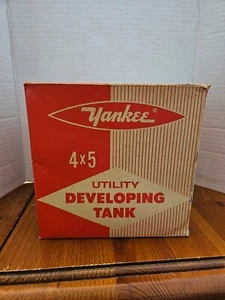 Yankee
4x5
UTILITY
DEVELOPING
TANK